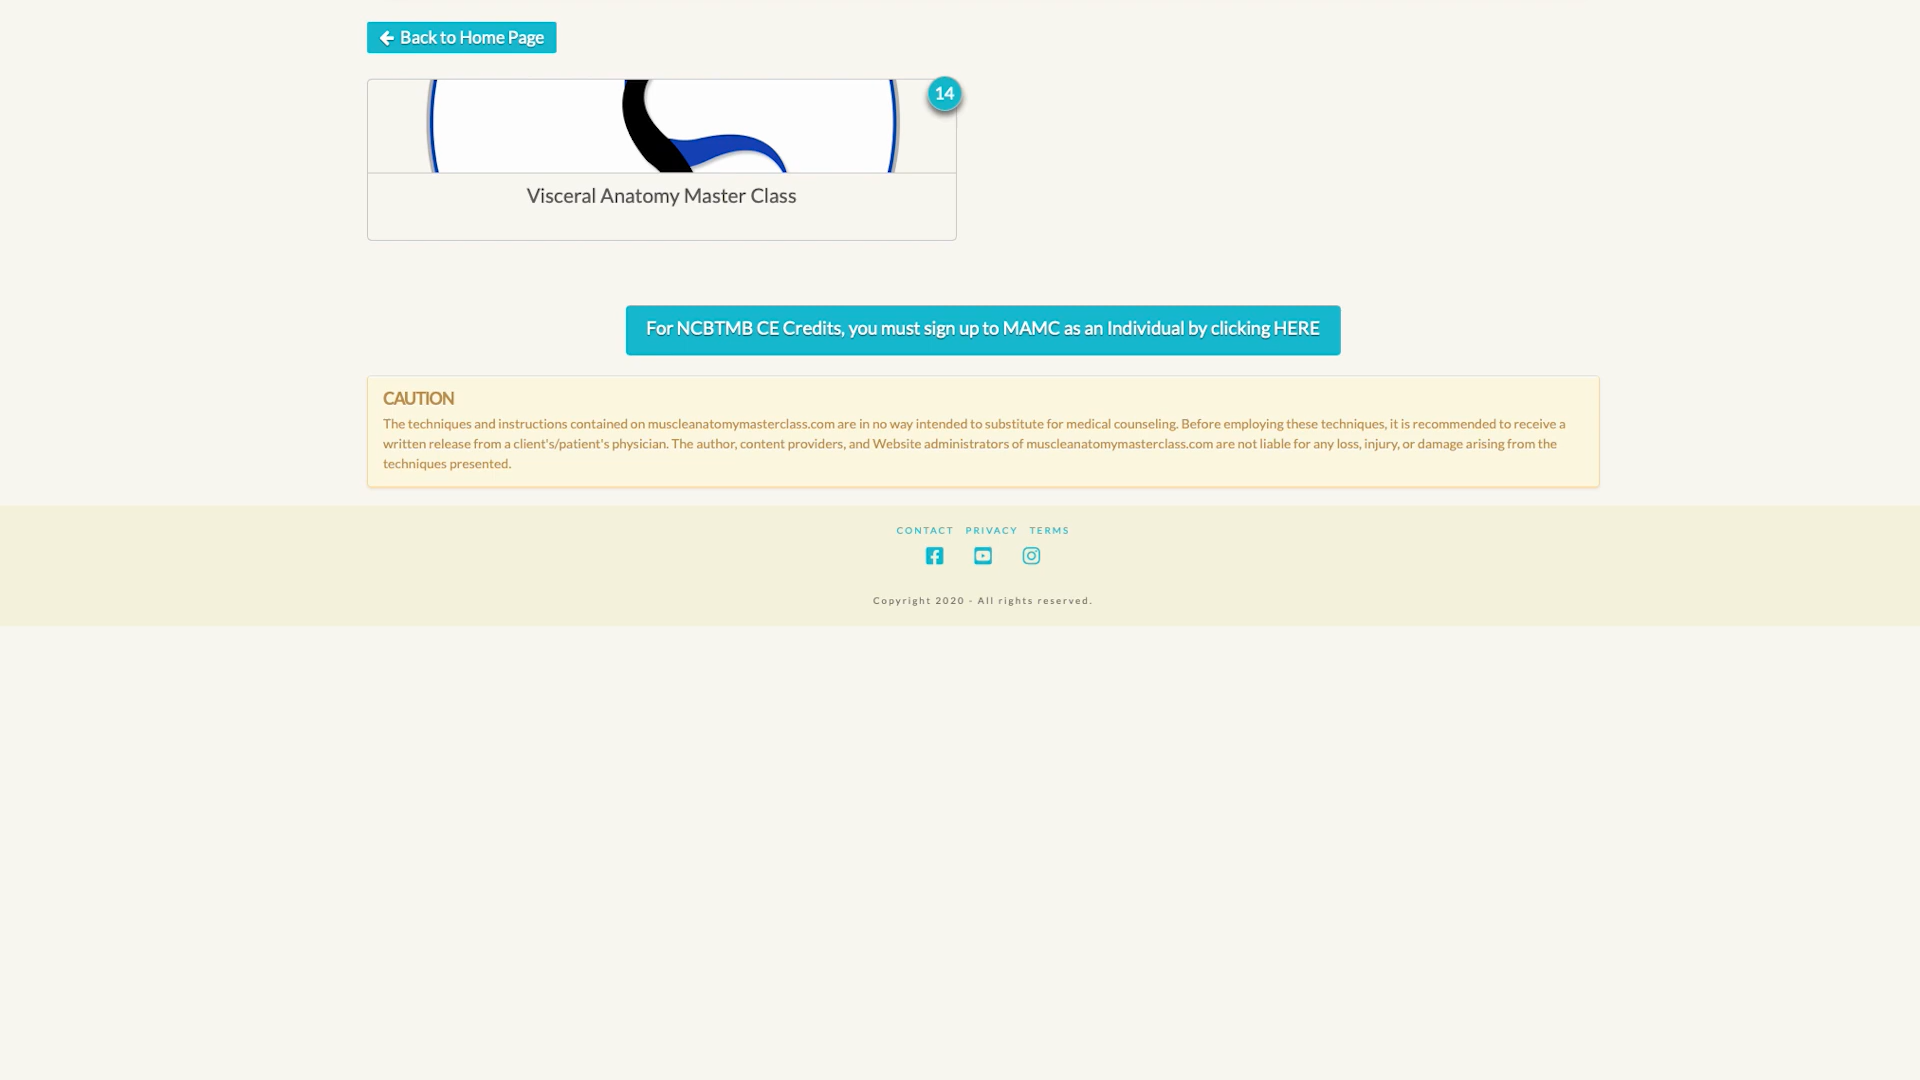 Back to Home Page
14
Visceral Anatomy Master Class
For NCBTMB CE Credits, you must sign up to MAMC as an Individual by clicking HERE
CAUTION
The techniques and instructions contained on muscleanatomymasterclass.com are in no way intended to substitute for medical counseling. Before employing these techniques, it is recommended to receive a
written release from a client's/patient's physician. The author, content providers, and Website administrators of muscleanatomymasterclass.com are not liable for any loss, injury, or damage arising from the
techniques presented.
CONTACT PRIVACY TERMS
Copyright 2020 - All rights reserved.